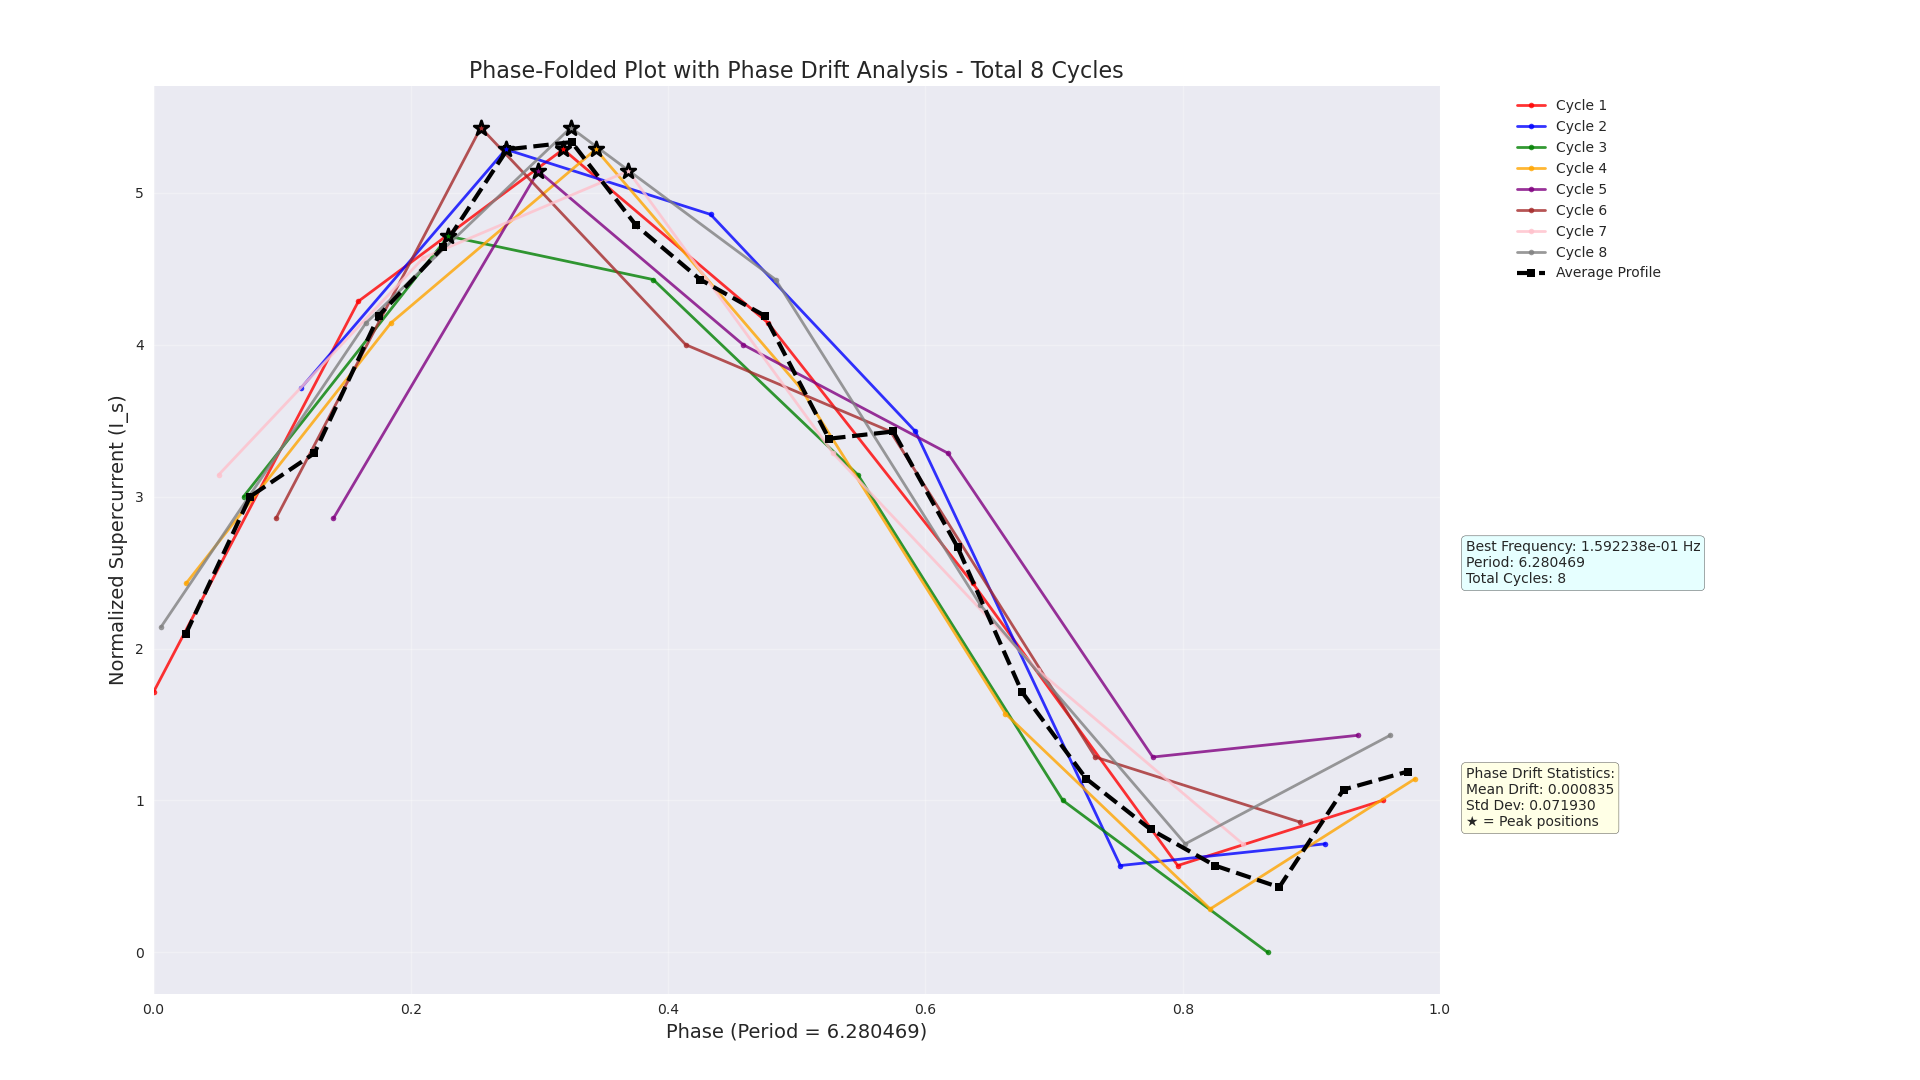 Phase-Folded Plot with Phase Drift Analysis - Total 8 Cycles
Cycle 1
Cycle 2
Cycle 3
Cycle 4
Cycle 5
Cycle 6
Cycle 7
Cycle 8
Average Profile
Normalized Supercurrent (I_s)
5
4
3
2
1
0
Best Frequency: 1.592238e-01 Hz
Period: 6.280469
Total Cycles: 8
Phase Drift Statistics:
Mean Drift: 0.000835
Std Dev: 0.071930
★ = Peak positions
0.0
0.2
0.4
0.6
0.8
1.0
Phase (Period = 6.280469)